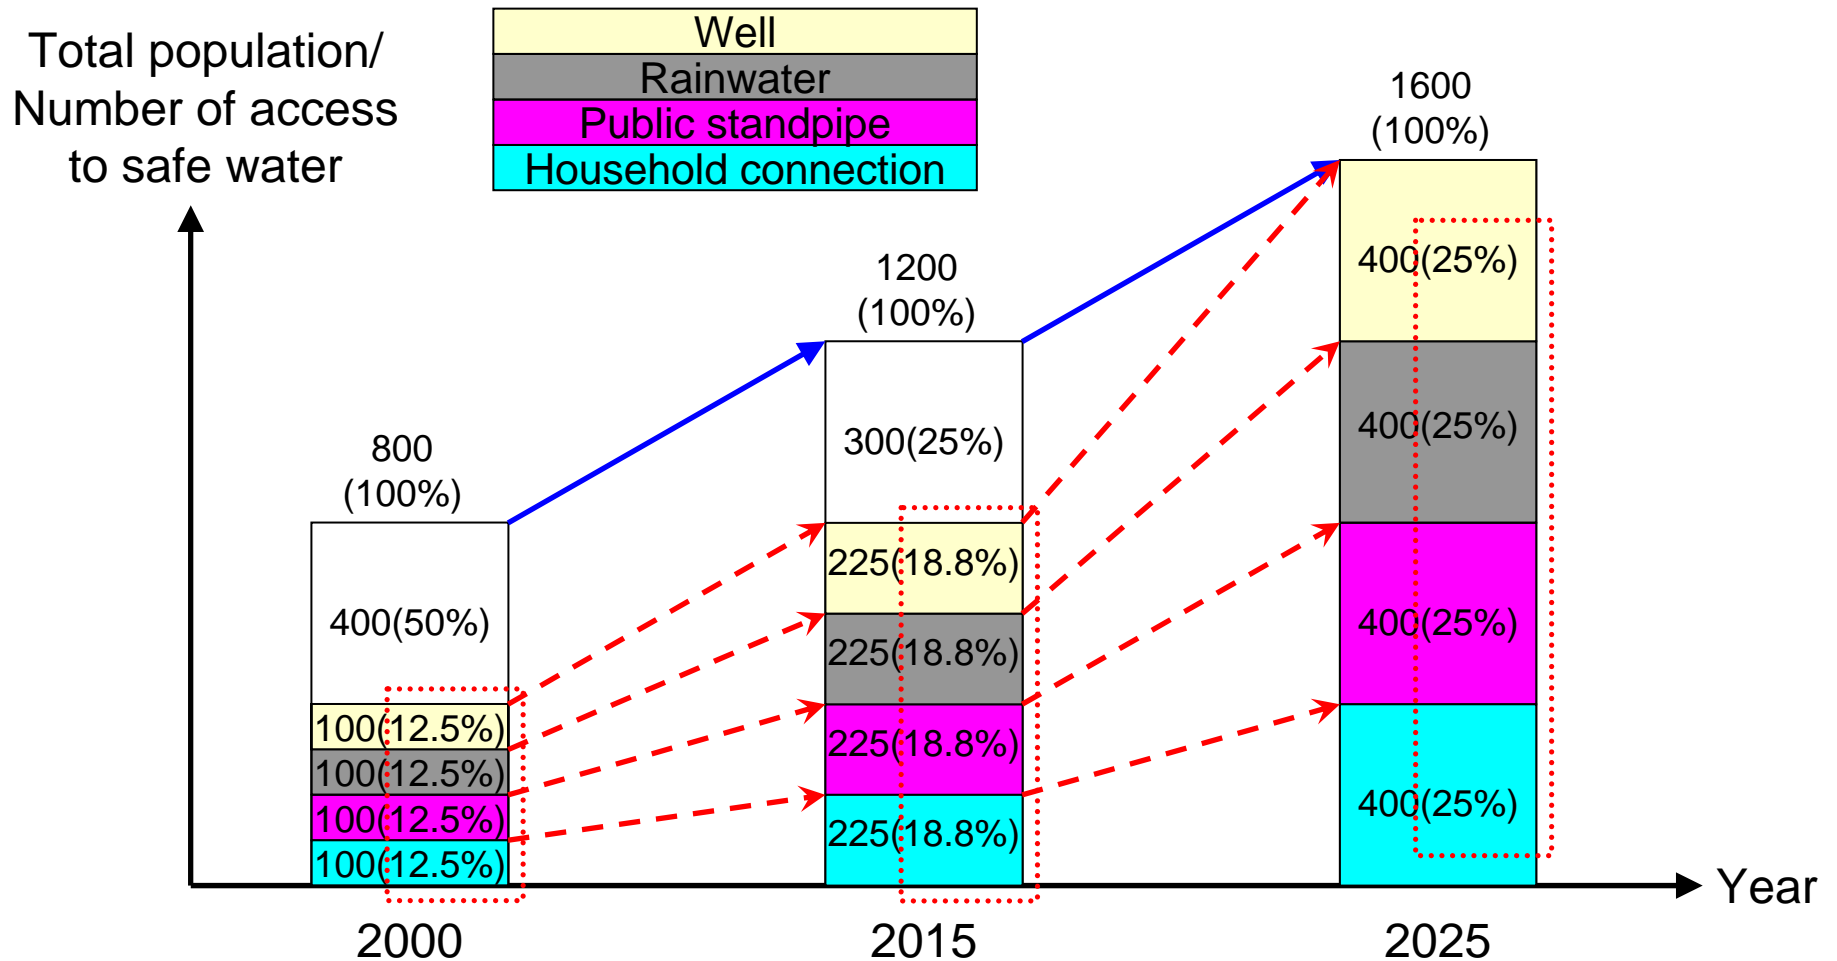 Total population/
Number of access
to safe water
Well
Rainwater
Public standpipe
Household connection
800
(100%)
400(50%)
100(12.5%)
100(12.5%)
100(12.5%)
100(12.5%)
1200
(100%)
300(25%)
225(18.8%)
225(18.8%)
225(18.8%)
225(18.8%)
1600
(100%)
400(25%)
400(25%)
400(25%)
400(25%)
Year
2000
2015
2025